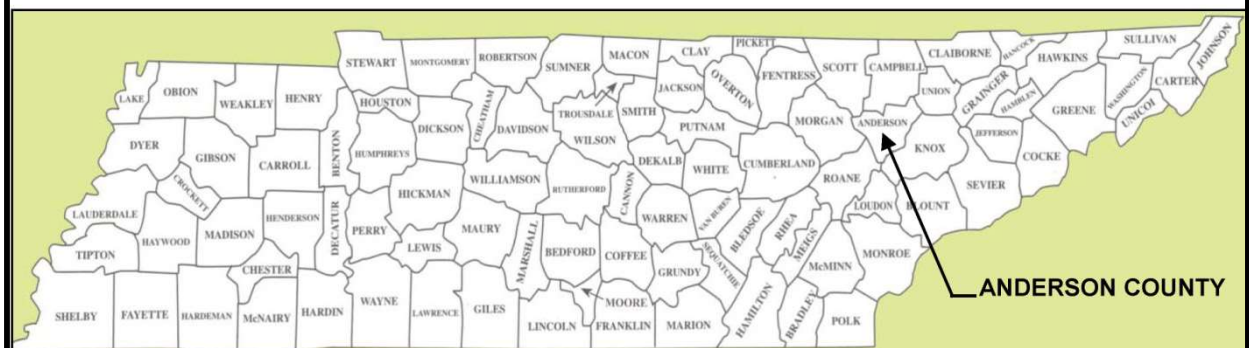 STEWART
MONTGOMERY
ROBERTSON
SUMNER
MACON
CLAY
PICKETT
FENTRESS
SCOTT
CAMPBELL
CLAIBORNE
HANCOCK
HAWKINS
SULLIVAN
JOHNSON
LAKE
OBION
WEAKLEY
HENRY
HOUSTON
CHEATHAM
TROUSDALE
SMITH
JACKSON
OVERTON
UNION
GRAINGER
HAMBLEN
GREENE
WASHINGTON
UNICOI
CARTER
DYER
GIBSON
CARROLL
BENTON
HUMPHREYS
DICKSON
DAVIDSON
WILSON
PUTNAM
MORGAN
ANDERSON
KNOX
JEFFERSON
COCKE
CROCKETT
HICKMAN
WILLIAMSON
RUTHERFORD
CANNON
DEKALB
WHITE
CUMBERLAND
ROANE
LOUDON
BLOUNT
SEVIER
LAUDERDALE
TIPTON
HAYWOOD
MADISON
HENDERSON
DECATUR
PERRY
LEWIS
MAURY
MARSHALL
BEDFORD
COFFEE
WARREN
VAN BUREN
BLEDSOE
RHEA
MEIGS
McMINN
MONROE
GRUNDY
SEQUATCHIE
CHESTER
ANDERSON COUNTY
SHELBY
FAYETTE
HARDEMAN
McNAIRY
HARDIN
WAYNE
LAWRENCE
GILES
LINCOLN
MOORE
FRANKLIN
MARION
HAMILTON
BRADLEY
POLK